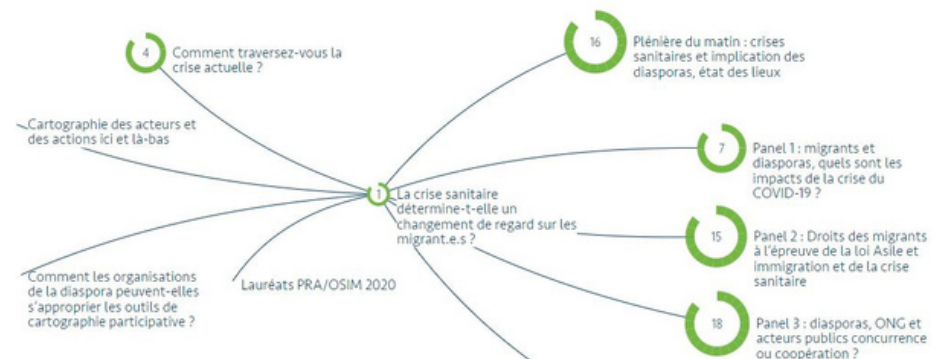 4
Comment traversez-vous la
crise actuelle ?
16
Plénière du matin : crises
sanitaires et implication des
diasporas, état des lieux
Cartographie des acteurs et
des actions ici et là-bas
7
Panel 1 : migrants et
diasporas, quels sont les
impacts de la crise du
COVID-19 ?
1
La crise sanitaire
détermine-t-elle un
changement de regard sur les
migrant.e.s ?
15
Panel 2 : Droits des migrants
à l'épreuve de la loi Asile et
immigration et de la crise
sanitaire
Comment les organisations
de la diaspora peuvent-elles
s'approprier les outils de
cartographie participative ?
Lauréats PRA/OSIM 2020
18
Panel 3 : diasporas, ONG et
acteurs publics concurrence
ou coopération ?